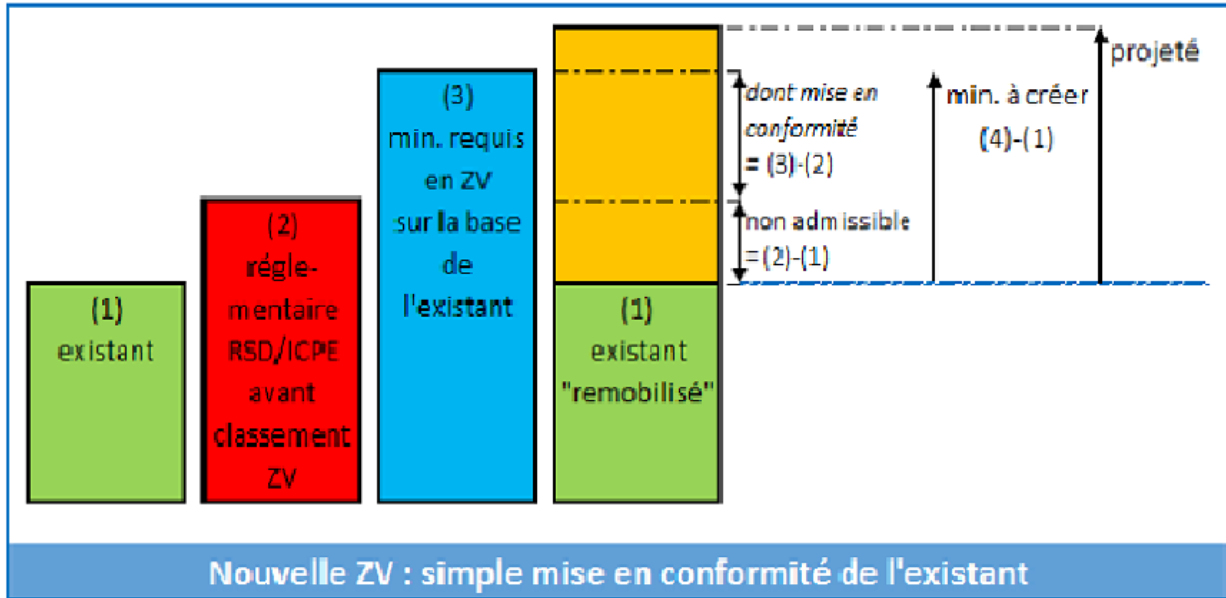 (1)
existant
(2)
régle-
mentaire
RSD/ICPE
avant
classement
ZV
(3)
min. requis
en ZV
sur la base
de
l'existant
(1)
existant
"remobilisé"
dont mise en
conformité
= (3)-(2)
non admissible
= (2)-(1)
min. à créer
(4)-(1)
projeté
Nouvelle ZV : simple mise en conformité de l'existant